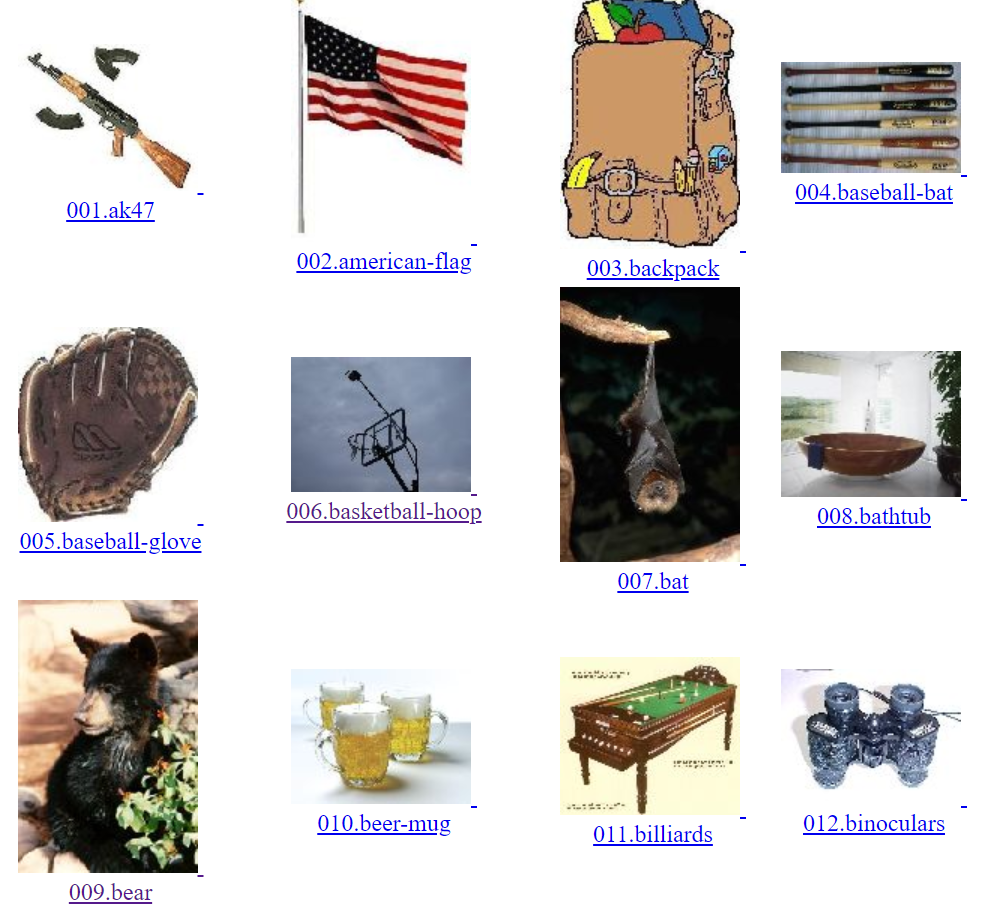 001.ak47
002.american-flag
003.backpack
004.baseball-bat
005.baseball-glove
006.basketball-hoop
007.bat
008.bathtub
009.bear
010.beer-mug
011.billiards
012.binoculars